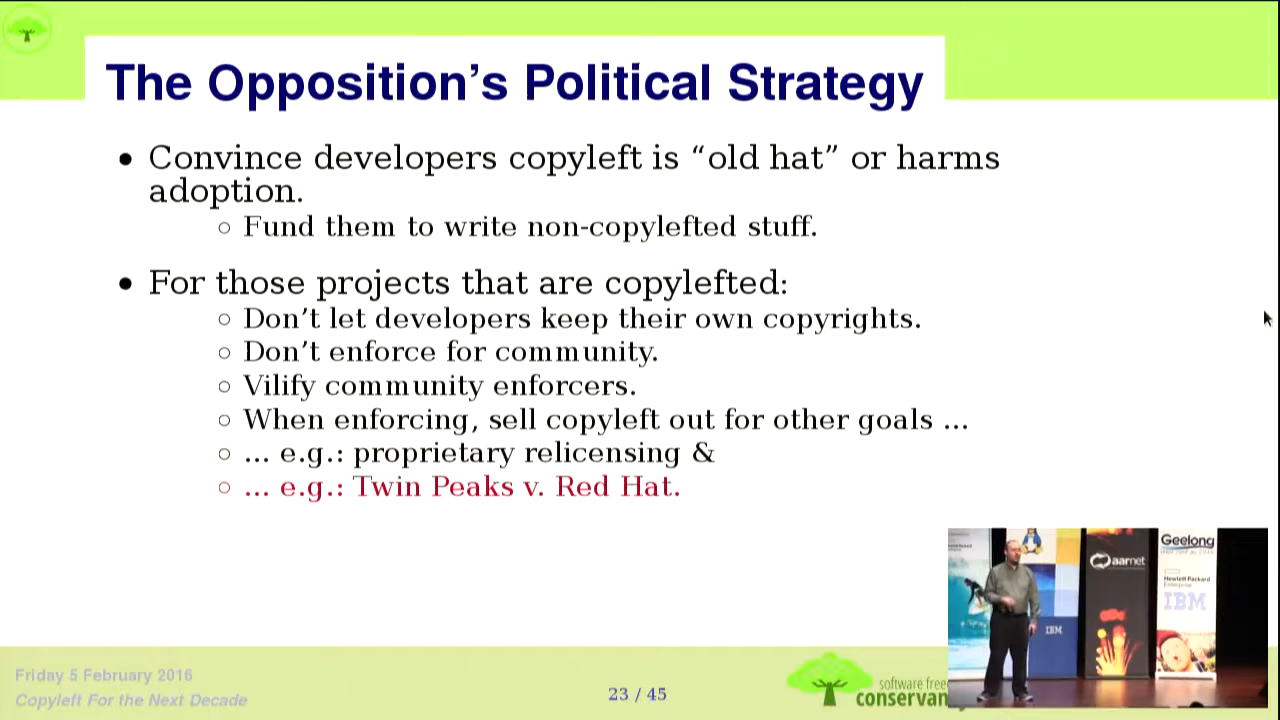 The Opposition’s Political Strategy
• Convince developers copyleft is “old hat” or harms
adoption.
○ Fund them to write non-copylefted stuff.
• For those projects that are copylefted:
○ Don’t let developers keep their own copyrights.
○ Don’t enforce for community.
○ Vilify community enforcers.
○ When enforcing, sell copyleft out for other goals ...
○ ... e.g.: proprietary relicensing &
○ ... e.g.: Twin Peaks v. Red Hat.
Geelong
aarnet
Hewlett Packard
Enterprise
IBM
IBM
Friday 5 February 2016
Copyleft For the Next Decade
23 / 45
software free
conservan